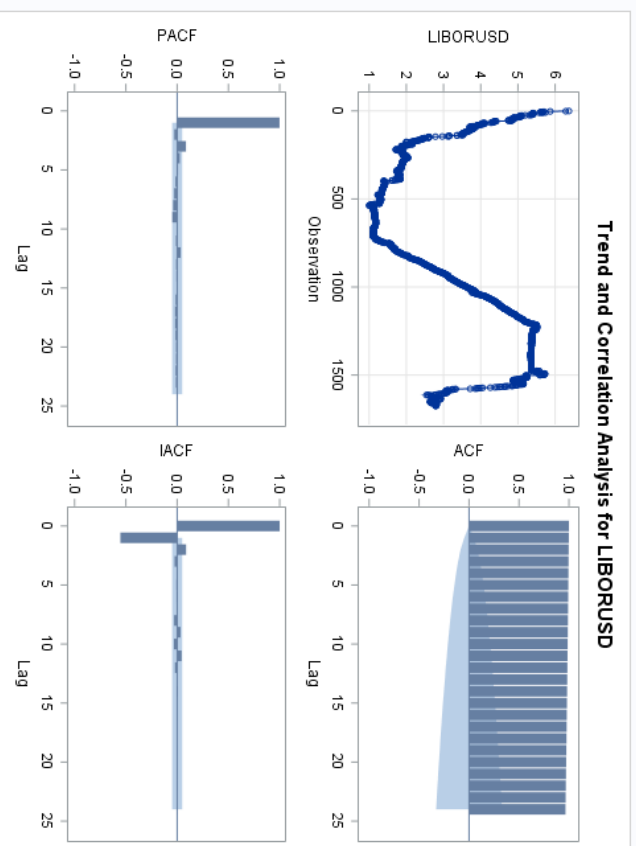 Trend and Correlation Analysis for LIBORUSD
LIBORUSD
6
5
4
3
2
1
0 500 1000 1500
Observation
ACF
1.0
0.5
0.0
-0.5
-1.0
0 5 10 15 20 25
Lag
PACF
1.0
0.5
0.0
-0.5
-1.0
0 5 10 15 20 25
Lag
IACF
1.0
0.5
0.0
-0.5
-1.0
0 5 10 15 20 25
Lag